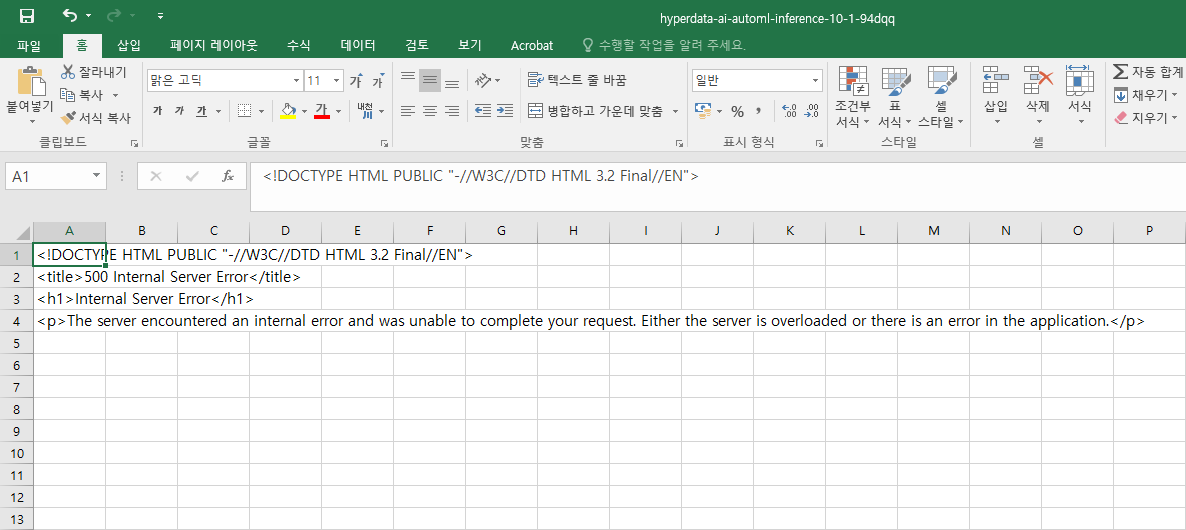 hyperdata-ai-automl-inference-10-1-94dqq
파일 홈 삽입 페이지 레이아웃 수식 데이터 검토 보기 Acrobat 수행할 작업을 알려 주세요.
붙여넣기
잘라내기
복사
서식 복사
클립보드
맑은 고딕 11 가 가
가 가 가 가 내천
글꼴
텍스트 줄 바꿈
병합하고 가운데 맞춤
맞춤
일반
% ,
표시 형식
조건부 서식
표 서식
셀 스타일
스타일
삽입 삭제 서식
셀
자동 합계
채우기
지우기
A1 fx <!DOCTYPE HTML PUBLIC "-//W3C//DTD HTML 3.2 Final//EN">
A B C D E F G H I J K L M N O P
1 <!DOCTYPE HTML PUBLIC "-//W3C//DTD HTML 3.2 Final//EN">
2 <title>500 Internal Server Error</title>
3 <h1>Internal Server Error</h1>
4 <p>The server encountered an internal error and was unable to complete your request. Either the server is overloaded or there is an error in the application.</p>
5
6
7
8
9
10
11
12
13